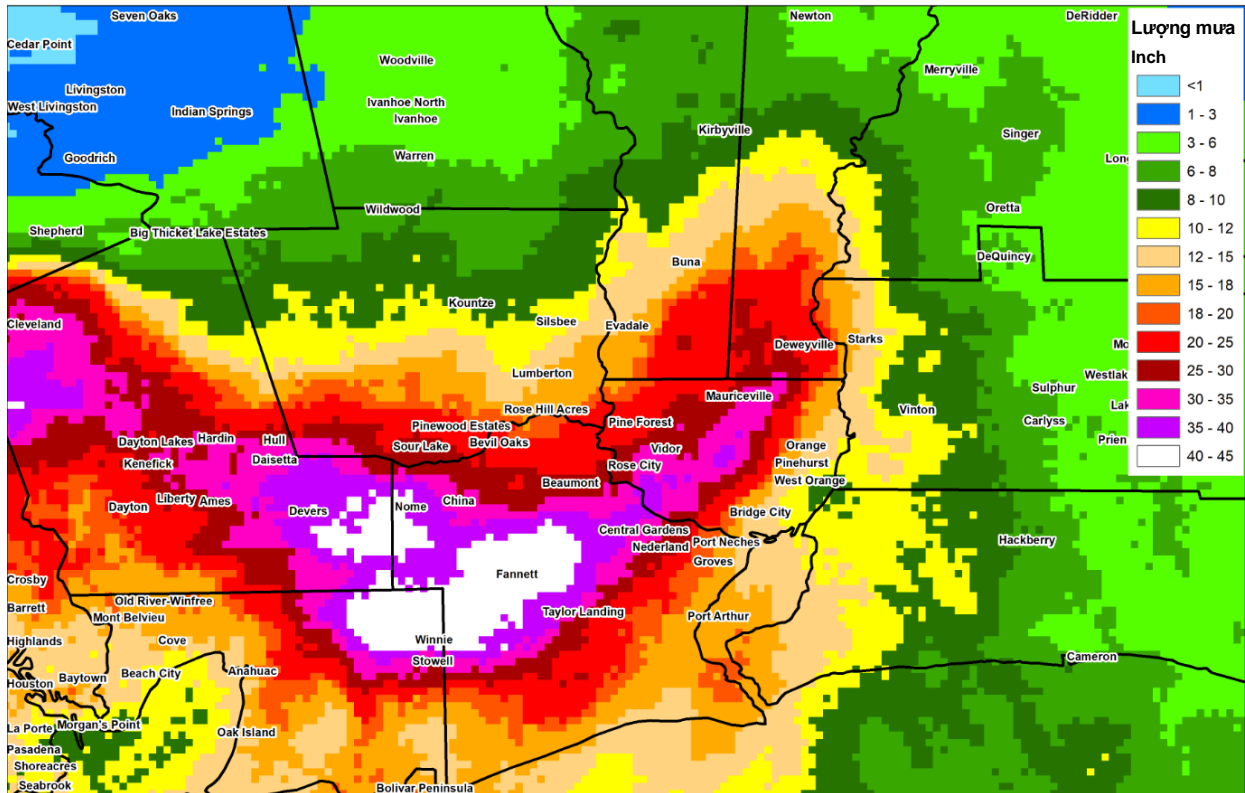 Seven Oaks
Newton
DeRidder
Lượng mưa
Inch
<1
1 - 3
3 - 6
6 - 8
8 - 10
10 - 12
12 - 15
15 - 18
18 - 20
20 - 25
25 - 30
30 - 35
35 - 40
40 - 45
Cedar Point
Woodville
Merryville
Livingston
West Livingston
Indian Springs
Ivanhoe North
Ivanhoe
Kirbyville
Singer
Goodrich
Warren
Long
Wildwood
Oretta
Shepherd
Big Thicket Lake Estates
Buna
DeQuincy
Kountze
Cleveland
Silsbee
Evadale
Deweyville
Starks
Mo
Lumberton
Westlak
Sulphur
Mauriceville
Rose Hill Acres
Vinton
Lak
Carlyss
Pinewood Estates
Pine Forest
Dayton Lakes
Hardin
Hull
Sour Lake
Bevil Oaks
Prien
Vidor
Orange
Kenefick
Daisetta
Rose City
Pinehurst
Beaumont
West Orange
Dayton
Liberty
Ames
Devers
Nome
China
Bridge City
Central Gardens
Hackberry
Nederland
Port Neches
Groves
Crosby
Fannett
Barrett
Old River-Winfree
Mont Belvieu
Taylor Landing
Port Arthur
Highlands
Cove
Winnie
Stowell
Cameron
Houston
Baytown
Beach City
Anahuac
La Porte
Morgan's Point
Oak Island
Pasadena
Shoreacres
Seabrook
Bolivar Peninsula